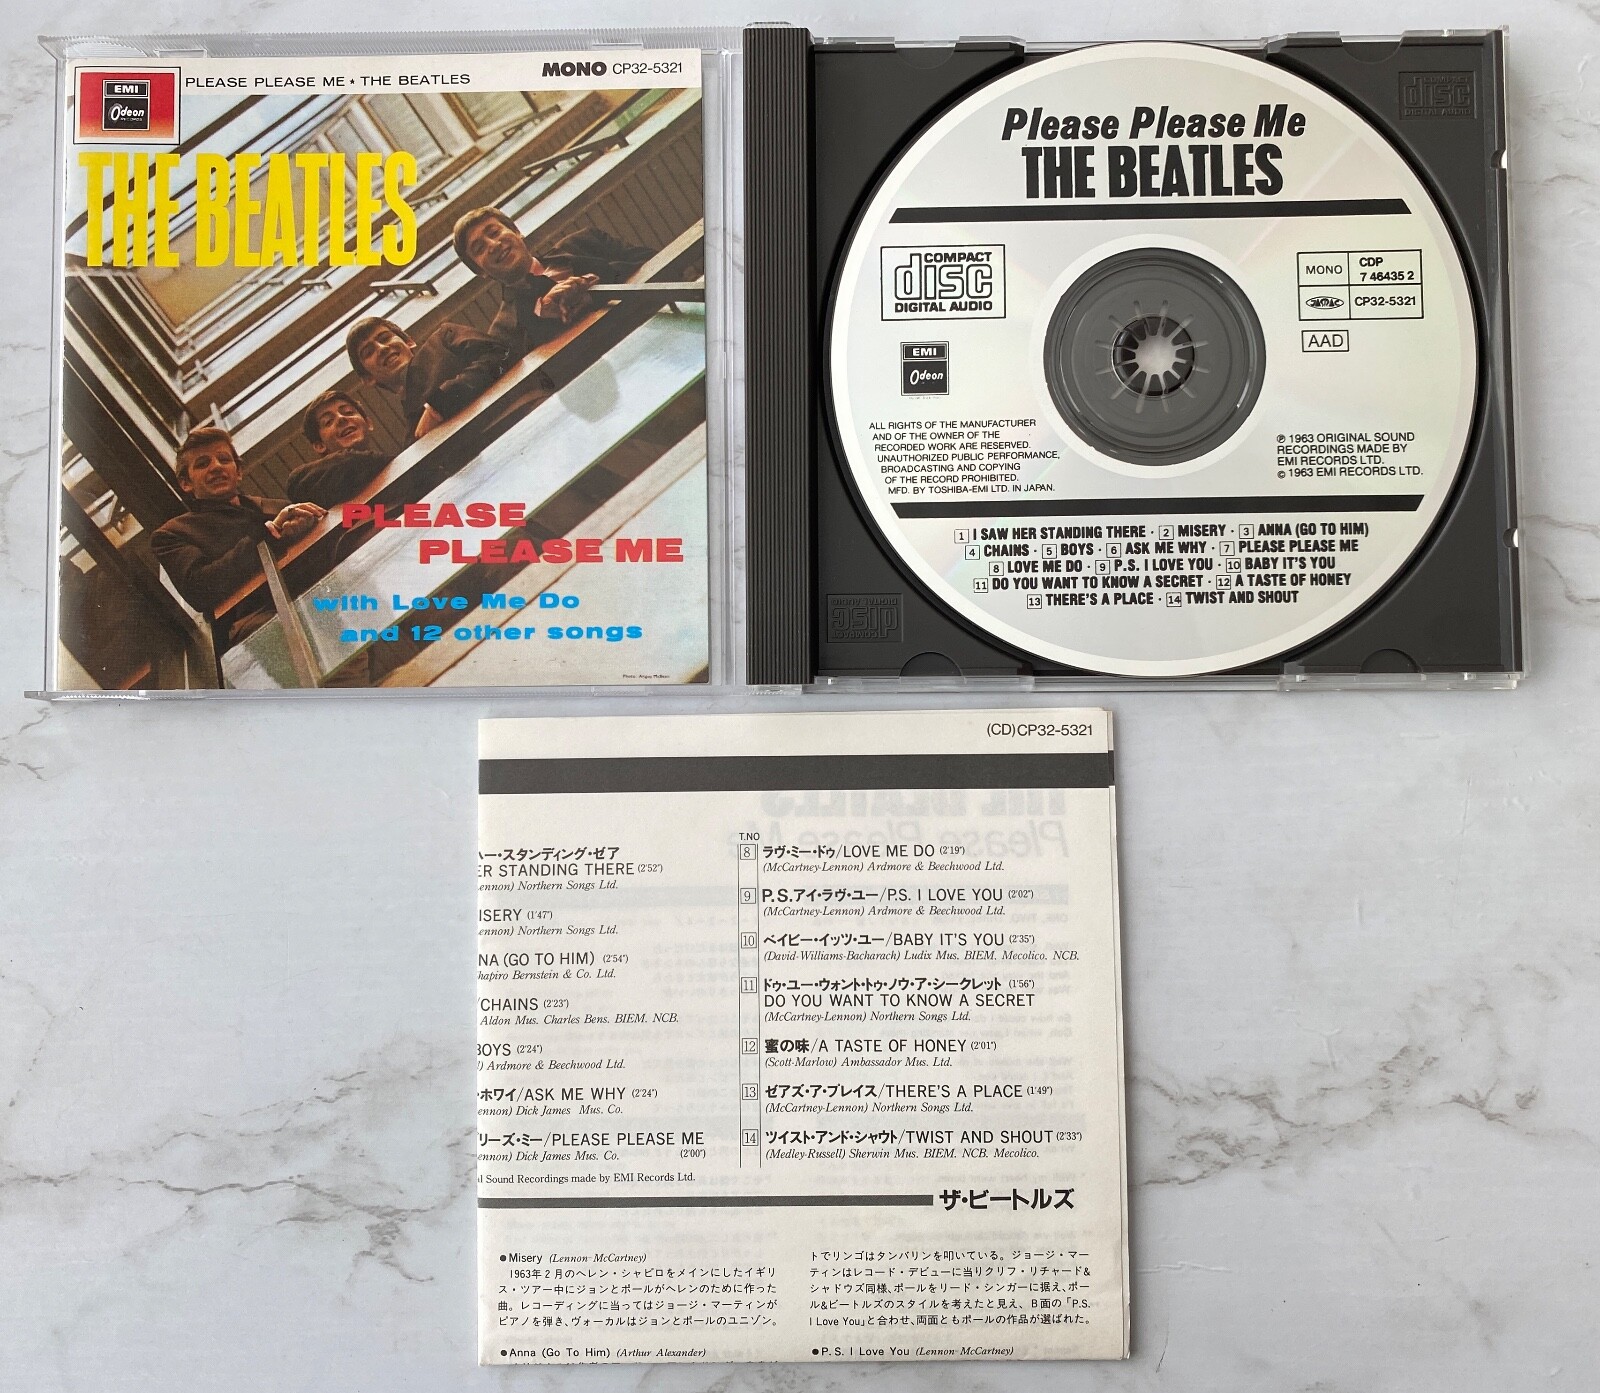 EMI
Odeon
RECORDS
PLEASE PLEASE ME ★ THE BEATLES
MONO CP32-5321
THE BEATLES
PLEASE
PLEASE ME
with Love Me Do
and 12 other songs
Photo: Angus McBean
Please Please Me
THE BEATLES
COMPACT
disc
DIGITAL AUDIO
MONO
CDP
7 46435 2
JASRAC
CP32-5321
AAD
EMI
Odeon
ALL RIGHTS OF THE MANUFACTURER
AND OF THE OWNER OF THE
RECORDED WORK ARE RESERVED.
UNAUTHORIZED PUBLIC PERFORMANCE,
BROADCASTING AND COPYING
OF THE RECORD PROHIBITED.
MFD. BY TOSHIBA-EMI LTD. IN JAPAN.
℗ 1963 ORIGINAL SOUND
RECORDINGS MADE BY
EMI RECORDS LTD.
© 1963 EMI RECORDS LTD.
1 I SAW HER STANDING THERE · 2 MISERY · 3 ANNA (GO TO HIM)
4 CHAINS · 5 BOYS · 6 ASK ME WHY · 7 PLEASE PLEASE ME
8 LOVE ME DO · 9 P.S. I LOVE YOU · 10 BABY IT'S YOU
11 DO YOU WANT TO KNOW A SECRET · 12 A TASTE OF HONEY
13 THERE'S A PLACE · 14 TWIST AND SHOUT
COMPACT
disc
DIGITAL AUDIO
COMPACT
disc
DIGITAL AUDIO
(CD)CP32-5321
ハー・スタンディング・ゼア
ER STANDING THERE (2'52")
ennon) Northern Songs Ltd.
ISERY (1'47")
ennon) Northern Songs Ltd.
NA (GO TO HIM) (2'54")
hapiro Bernstein & Co. Ltd.
/CHAINS (2'23")
Aldon Mus. Charles Bens. BIEM. NCB.
BOYS (2'24")
l) Ardmore & Beechwood Ltd.
・ホワイ/ASK ME WHY (2'24")
ennon) Dick James Mus. Co.
リーズ・ミー/PLEASE PLEASE ME
ennon) Dick James Mus. Co. (2'00")
l Sound Recordings made by EMI Records Ltd.
T.NO
8 ラヴ・ミー・ドゥ/LOVE ME DO (2'19")
(McCartney-Lennon) Ardmore & Beechwood Ltd.
9 P.S.アイ・ラヴ・ユー/P.S. I LOVE YOU (2'02")
(McCartney-Lennon) Ardmore & Beechwood Ltd.
10 ベイビー・イッツ・ユー/BABY IT'S YOU (2'35")
(David-Williams-Bacharach) Ludix Mus. BIEM. Mecolico. NCB.
11 ドゥ・ユー・ウォント・トゥ・ノウ・ア・シークレット (1'56")
DO YOU WANT TO KNOW A SECRET
(McCartney-Lennon) Northern Songs Ltd.
12 蜜の味/A TASTE OF HONEY (2'01")
(Scott-Marlow) Ambassador Mus. Ltd.
13 ゼアズ・ア・プレイス/THERE'S A PLACE (1'49")
(McCartney-Lennon) Northern Songs Ltd.
14 ツイスト・アンド・シャウト/TWIST AND SHOUT (2'33")
(Medley-Russell) Sherwin Mus. BIEM. NCB. Mecolico.
ザ・ビートルズ
●Misery (Lennon-McCartney)
1963年2月のヘレン・シャピロをメインにしたイギリ
ス・ツアー中にジョンとポールがヘレンのために作った
曲。レコーディングに当ってはジョージ・マーティンが
ピアノを弾き、ヴォーカルはジョンとポールのユニゾン。
●Anna (Go To Him) (Arthur Alexander)
トでリンゴはタンバリンを叩いている。ジョージ・マー
ティンはレコード・デビューに当りクリフ・リチャード&
シャドウズ同様、ポールをリード・シンガーに据え、ポー
ル&ビートルズのスタイルを考えたと見え、B面の「P.S.
I Love You」と合わせ、両面ともポールの作品が選ばれた。
●P.S. I Love You (Lennon-McCartney)